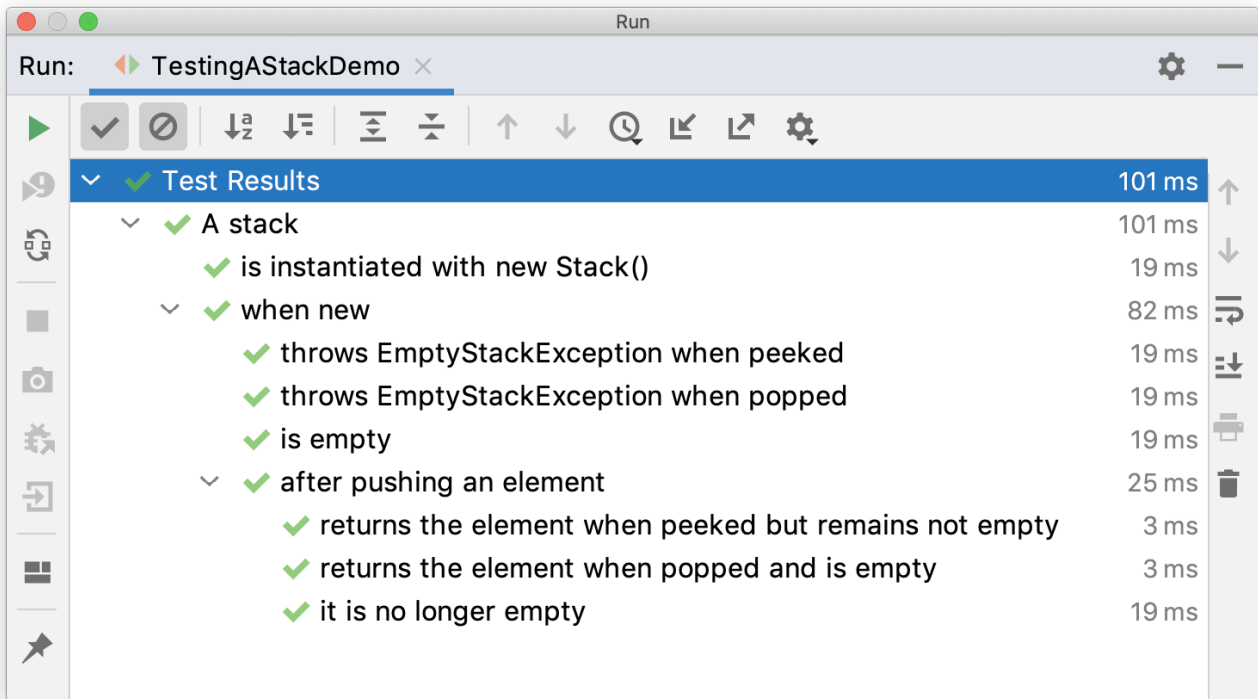 Run
Run: TestingAStackDemo
Test Results 101 ms
A stack 101 ms
is instantiated with new Stack() 19 ms
when new 82 ms
throws EmptyStackException when peeked 19 ms
throws EmptyStackException when popped 19 ms
is empty 19 ms
after pushing an element 25 ms
returns the element when peeked but remains not empty 3 ms
returns the element when popped and is empty 3 ms
it is no longer empty 19 ms